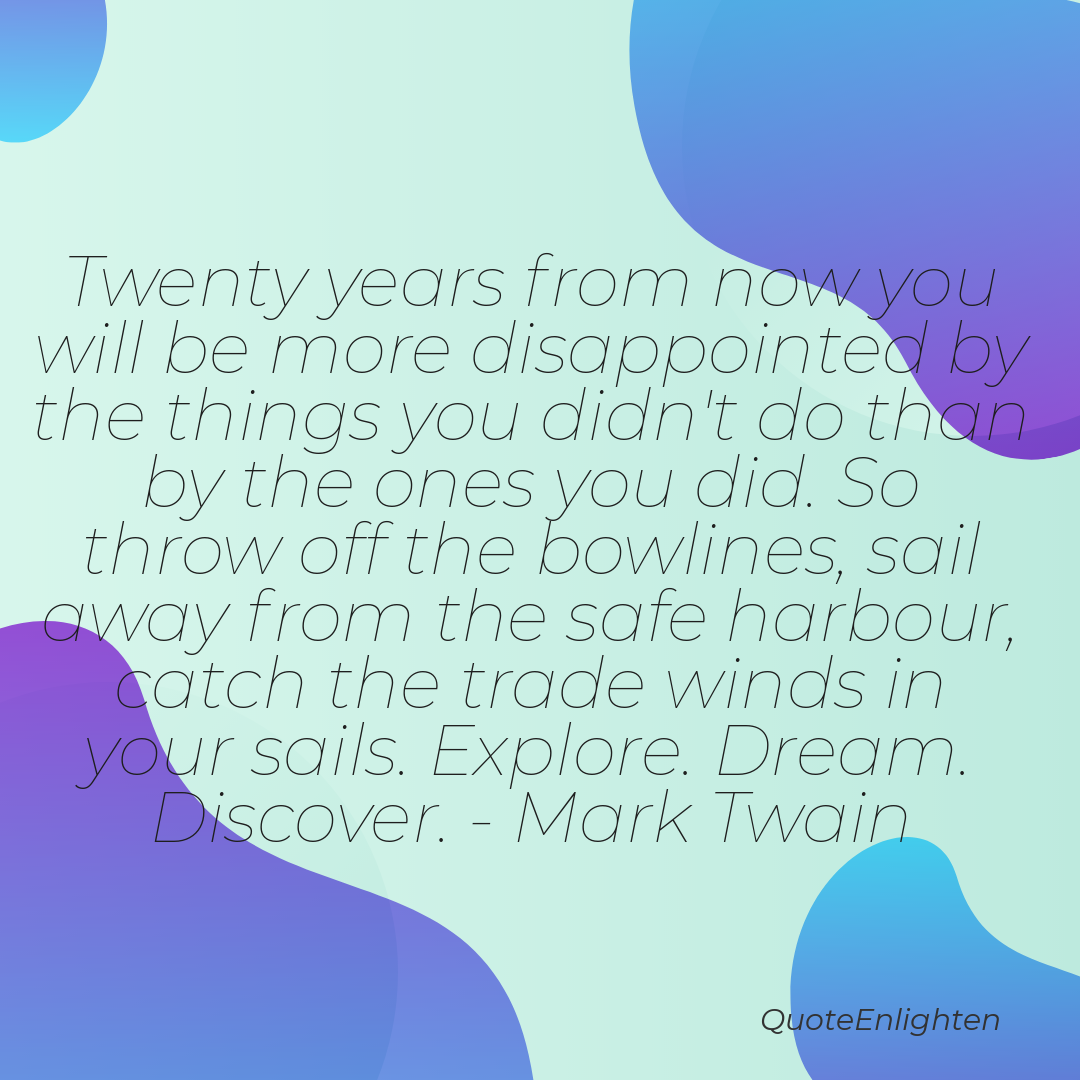 Twenty years from now you
will be more disappointed by
the things you didn't do than
by the ones you did. So
throw off the bowlines, sail
away from the safe harbour,
catch the trade winds in
your sails. Explore. Dream.
Discover. - Mark Twain
QuoteEnlighten